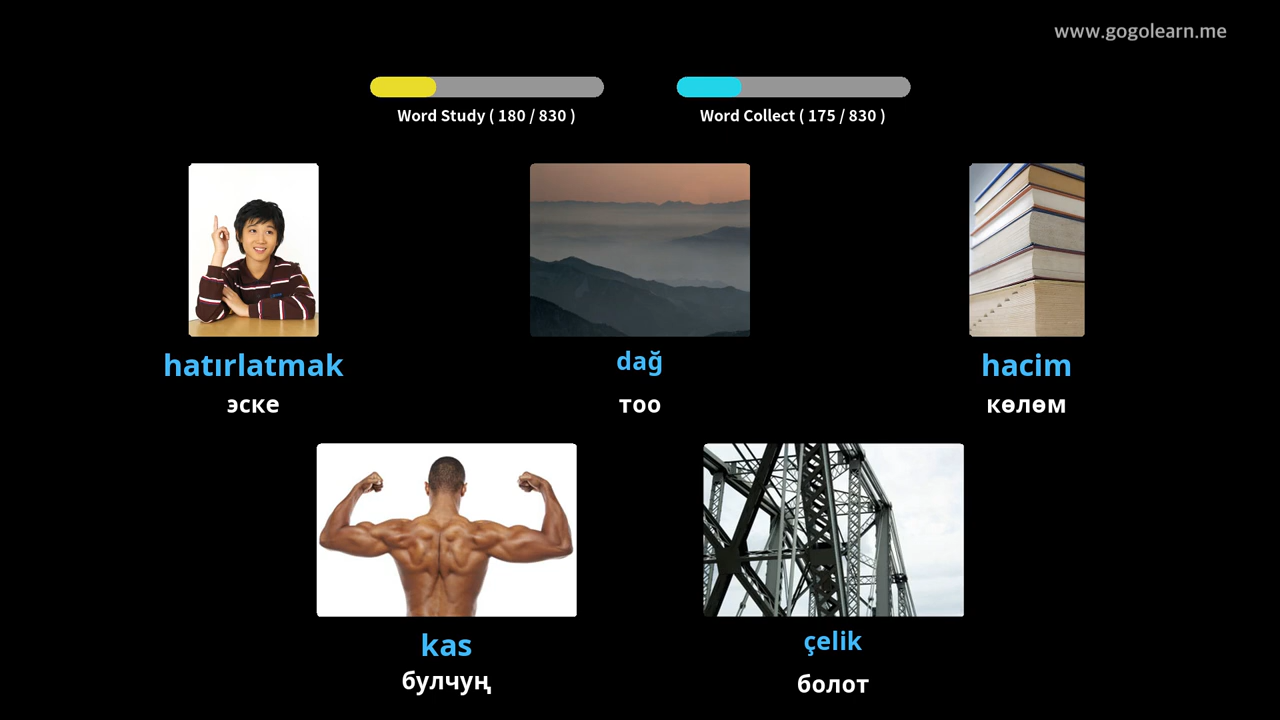 www.gogolearn.me
Word Study ( 180 / 830 )
Word Collect ( 175 / 830 )
hatırlatmak
эске
dağ
тоо
hacim
көлөм
kas
булчуң
çelik
болот